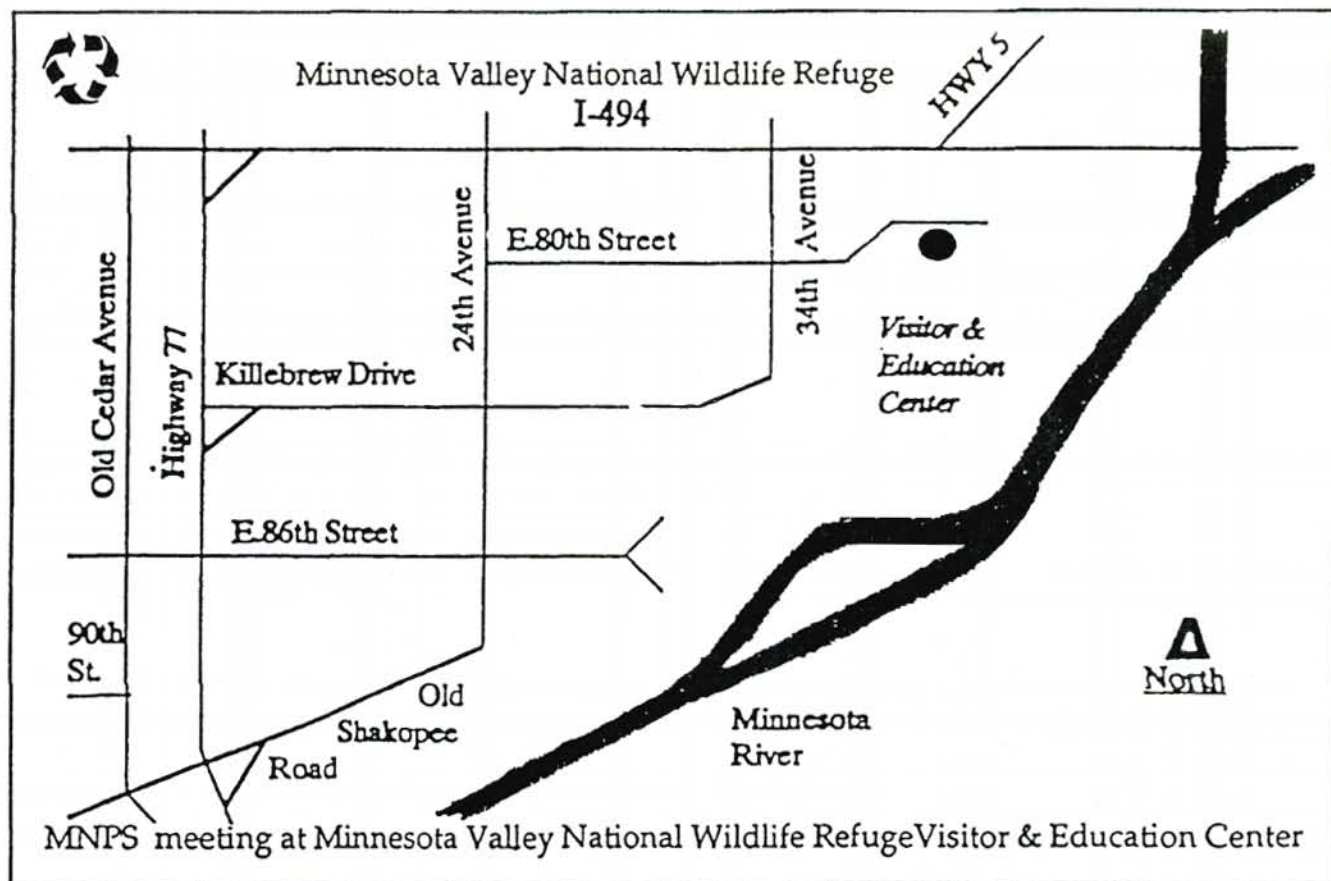 Minnesota Valley National Wildlife Refuge
I-494
HWY 5
Old Cedar Avenue
Highway 77
24th Avenue
34th Avenue
E.80th Street
Visitor &
Education
Center
Killebrew Drive
E.86th Street
90th
St.
Old
Shakopee
Road
Minnesota
River
North
MNPS meeting at Minnesota Valley National Wildlife RefugeVisitor & Education Center